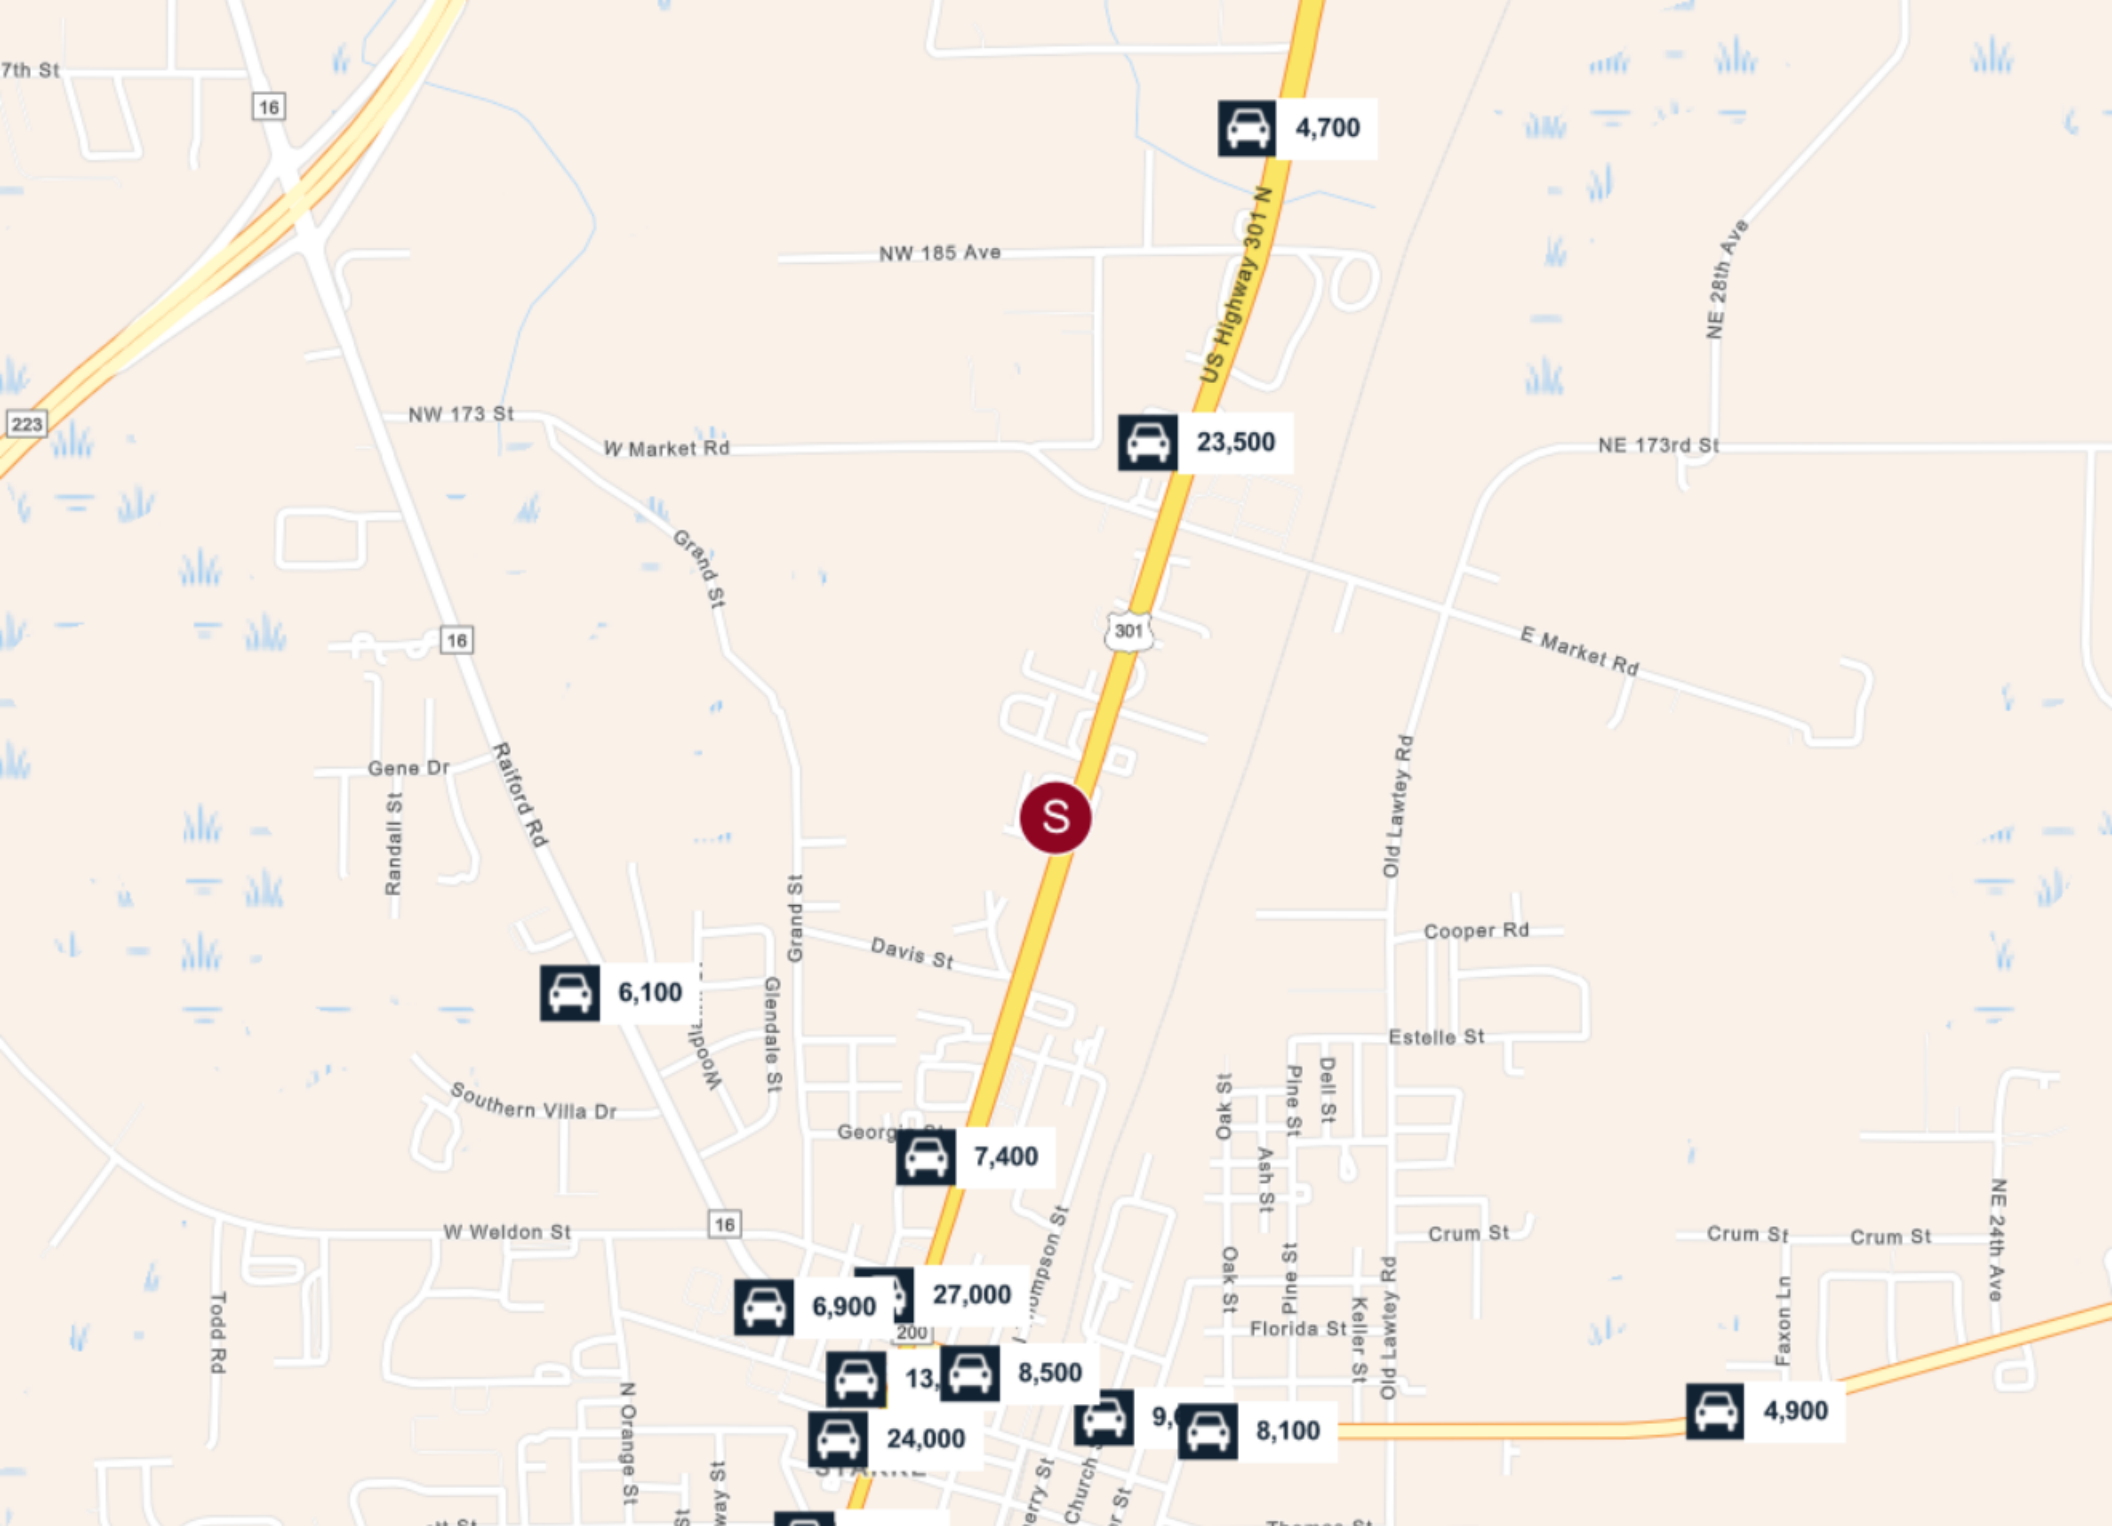 7th St
16
4,700
US Highway 301 N
NW 185 Ave
NE 28th Ave
223
NW 173 St
W Market Rd
23,500
NE 173rd St
Grand St
301
16
E Market Rd
Raiford Rd
Gene Dr
Randall St
S
Old Lawtey Rd
Grand St
Davis St
Cooper Rd
6,100
Glendale St
Estelle St
Southern Villa Dr
Oak St
Pine St
Dell St
Ash St
7,400
NE 24th Ave
16
W Weldon St
Crum St
Crum St
Crum St
Todd Rd
6,900
27,000
200
Oak St
Pine St
Florida St
Keller St
Old Lawtey Rd
Faxon Ln
13,
8,500
N Orange St
24,000
9,
8,100
4,900
Church